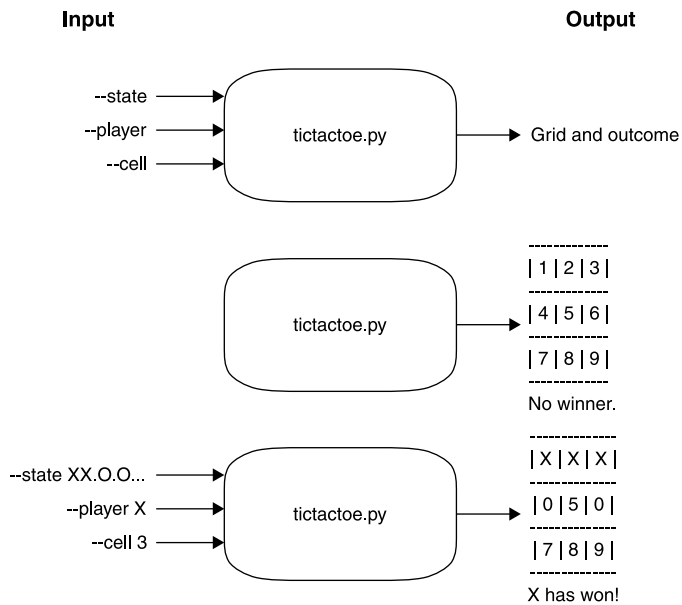 Input
Output
--state
--player
--cell
tictactoe.py
Grid and outcome
tictactoe.py
-----------
| 1 | 2 | 3 |
-----------
| 4 | 5 | 6 |
-----------
| 7 | 8 | 9 |
-----------
No winner.
--state XX.O.O...
--player X
--cell 3
tictactoe.py
-----------
| X | X | X |
-----------
| 0 | 5 | 0 |
-----------
| 7 | 8 | 9 |
-----------
X has won!